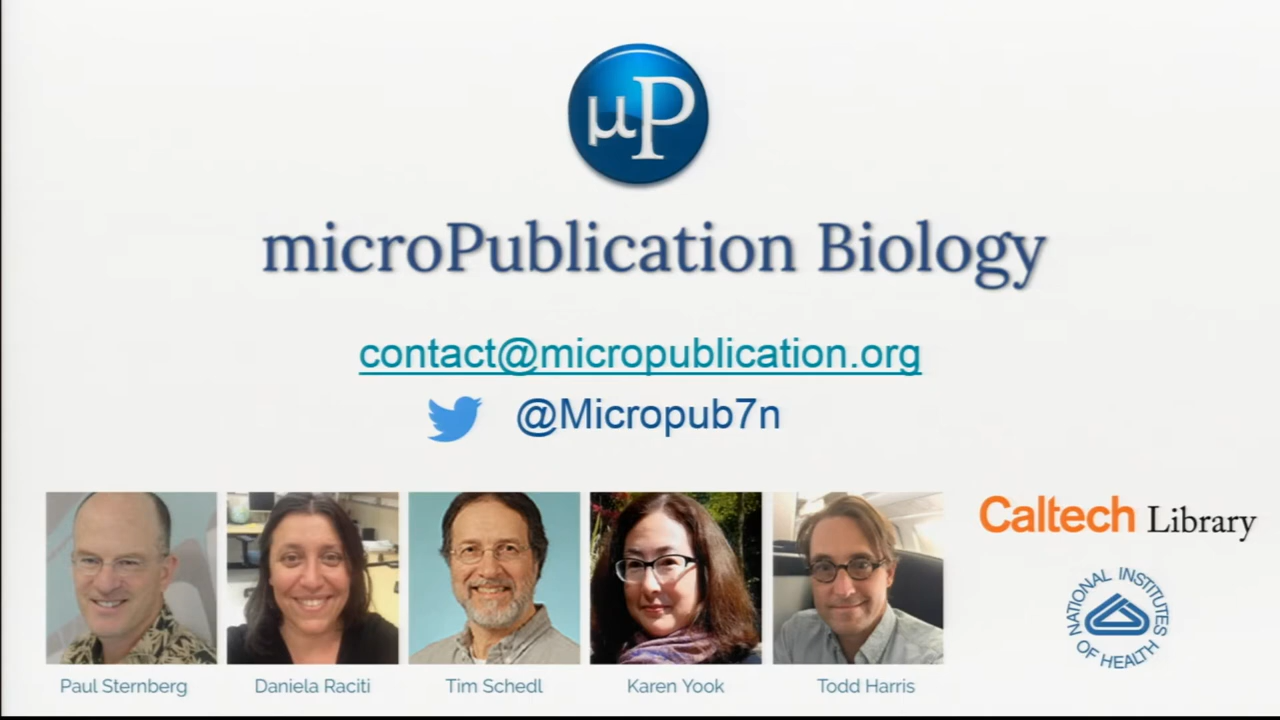 µP
microPublication Biology
contact@micropublication.org
@Micropub7n
Caltech Library
NATIONAL INSTITUTES
OF HEALTH
Paul Sternberg
Daniela Raciti
Tim Schedl
Karen Yook
Todd Harris